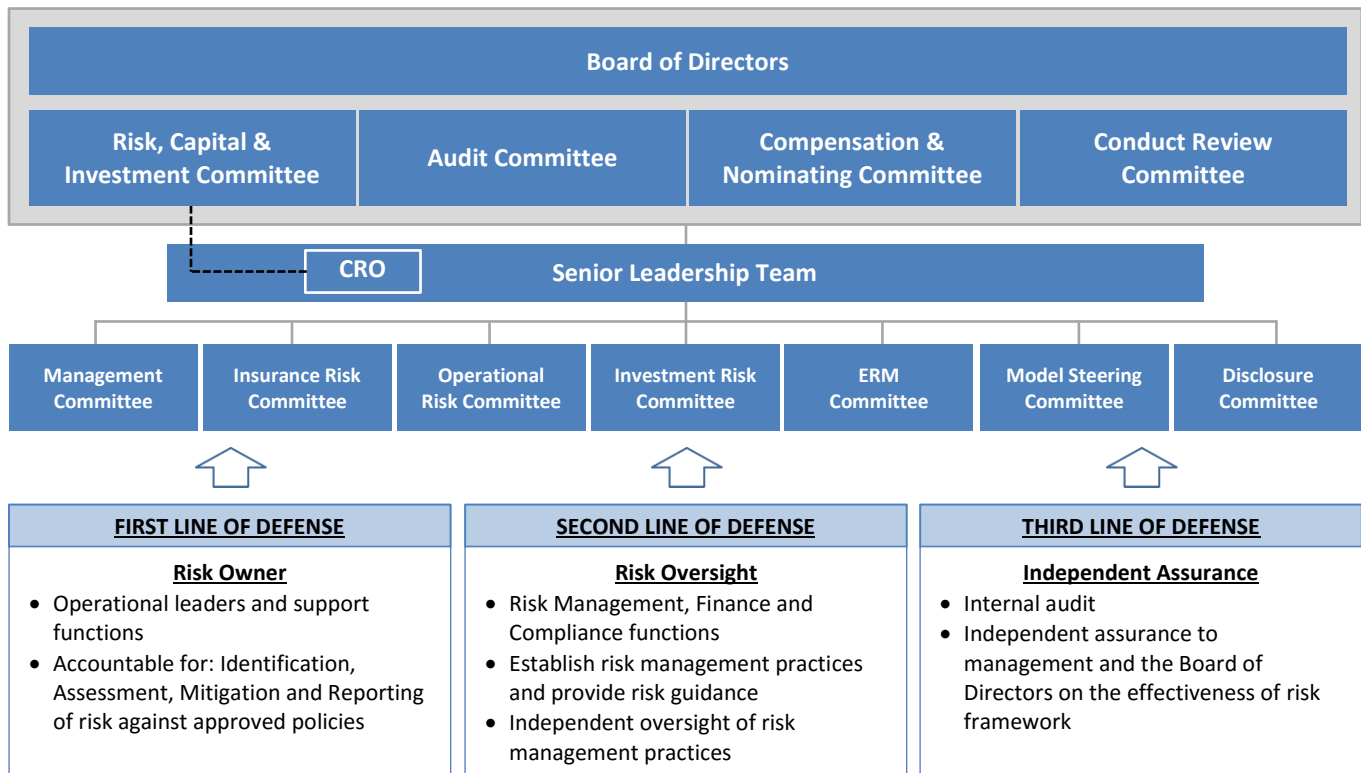 Board of Directors
Risk, Capital &
Investment Committee
Audit Committee
Compensation &
Nominating Committee
Conduct Review
Committee
CRO
Senior Leadership Team
Management
Committee
Insurance Risk
Committee
Operational
Risk Committee
Investment Risk
Committee
ERM
Committee
Model Steering
Committee
Disclosure
Committee
FIRST LINE OF DEFENSE
Risk Owner
• Operational leaders and support
functions
• Accountable for: Identification,
Assessment, Mitigation and Reporting
of risk against approved policies
SECOND LINE OF DEFENSE
Risk Oversight
• Risk Management, Finance and
Compliance functions
• Establish risk management practices
and provide risk guidance
• Independent oversight of risk
management practices
THIRD LINE OF DEFENSE
Independent Assurance
• Internal audit
• Independent assurance to
management and the Board of
Directors on the effectiveness of risk
framework